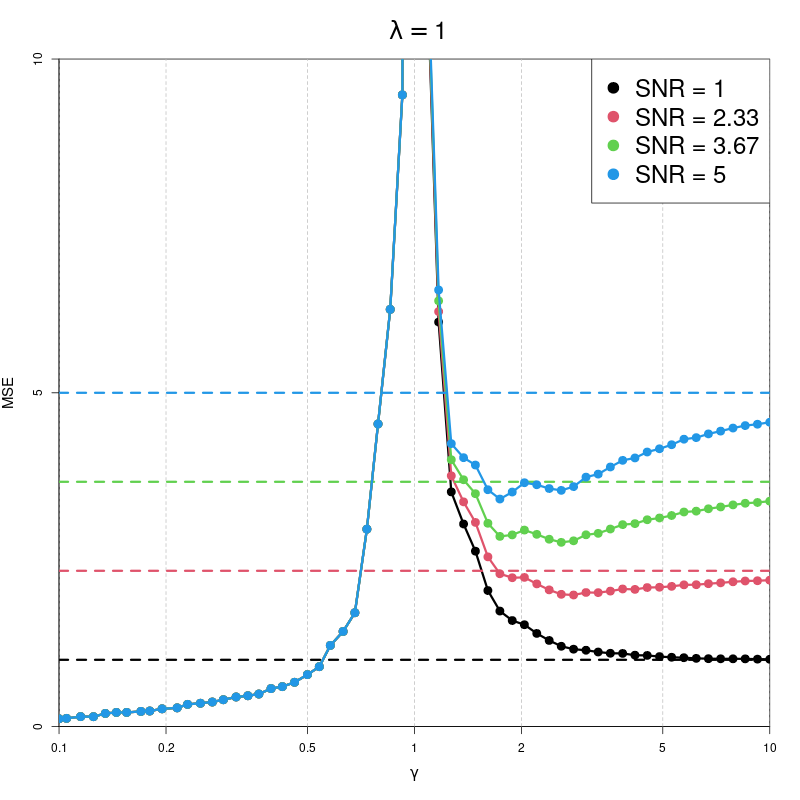 λ = 1
SNR = 1
SNR = 2.33
SNR = 3.67
SNR = 5
10
5
0
MSE
0.1 0.2 0.5 1 2 5 10
γ